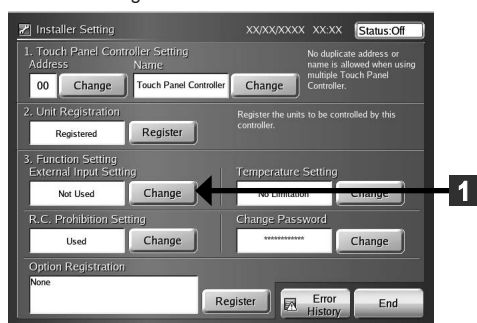 Installer Setting XX/XX/XXXX XX:XX Status:Off
1. Touch Panel Controller Setting
Address Name
00 Change Touch Panel Controller Change
No duplicate address or
name is allowed when using
multiple Touch Panel
Controller.
2. Unit Registration
Registered Register
Register the units to be controlled by this
controller.
3. Function Setting
External Input Setting Temperature Setting
Not Used Change No Limitation Change
1
R.C. Prohibition Setting Change Password
Used Change ************ Change
Option Registration
None
Register Error
History End